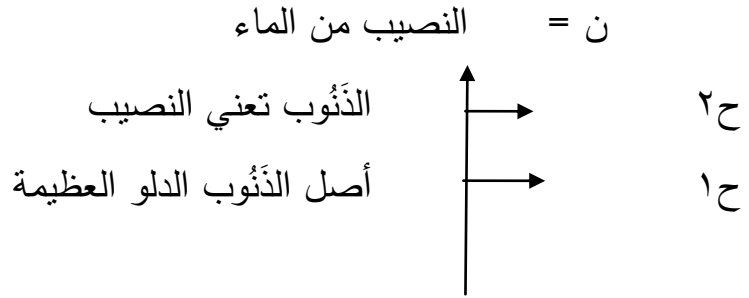 ن = النصيب من الماء
ح٢ الذَنُوب تعني النصيب
ح١ أصل الذَنُوب الدلو العظيمة